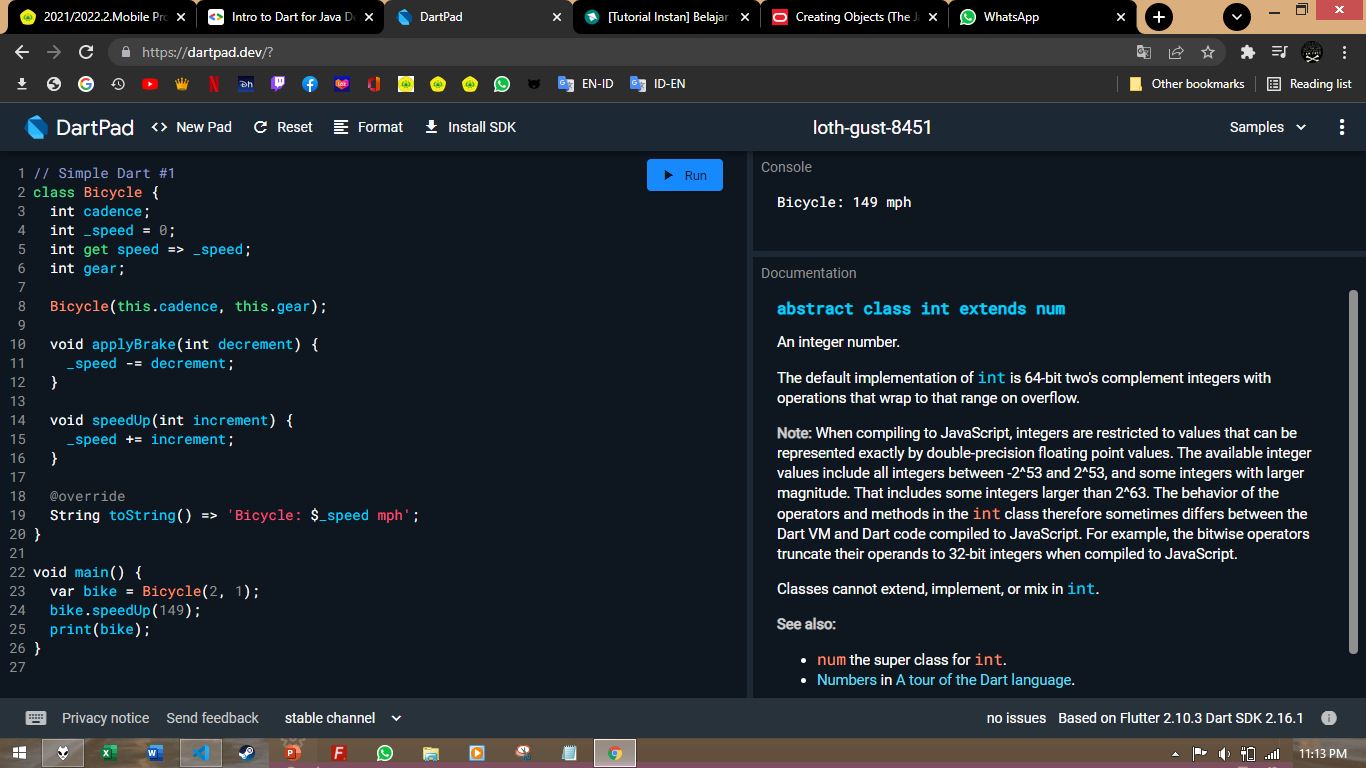 2021/2022.2.Mobile Pro
Intro to Dart for Java D
DartPad
[Tutorial Instan] Belajar
Creating Objects (The J
WhatsApp
https://dartpad.dev/?
EN-ID
ID-EN
Other bookmarks
Reading list
DartPad
<> New Pad
Reset
Format
Install SDK
loth-gust-8451
Samples
1 // Simple Dart #1
2 class Bicycle {
3 int cadence;
4 int _speed = 0;
5 int get speed => _speed;
6 int gear;
7
8 Bicycle(this.cadence, this.gear);
9
10 void applyBrake(int decrement) {
11 _speed -= decrement;
12 }
13
14 void speedUp(int increment) {
15 _speed += increment;
16 }
17
18 @override
19 String toString() => 'Bicycle: $_speed mph';
20 }
21
22 void main() {
23 var bike = Bicycle(2, 1);
24 bike.speedUp(149);
25 print(bike);
26 }
27
Run
Console
Bicycle: 149 mph
Documentation
abstract class int extends num
An integer number.
The default implementation of int is 64-bit two's complement integers with
operations that wrap to that range on overflow.
Note: When compiling to JavaScript, integers are restricted to values that can be
represented exactly by double-precision floating point values. The available integer
values include all integers between -2^53 and 2^53, and some integers with larger
magnitude. That includes some integers larger than 2^63. The behavior of the
operators and methods in the int class therefore sometimes differs between the
Dart VM and Dart code compiled to JavaScript. For example, the bitwise operators
truncate their operands to 32-bit integers when compiled to JavaScript.
Classes cannot extend, implement, or mix in int.
See also:
• num the super class for int.
• Numbers in A tour of the Dart language.
Privacy notice
Send feedback
stable channel
no issues
Based on Flutter 2.10.3 Dart SDK 2.16.1
11:13 PM